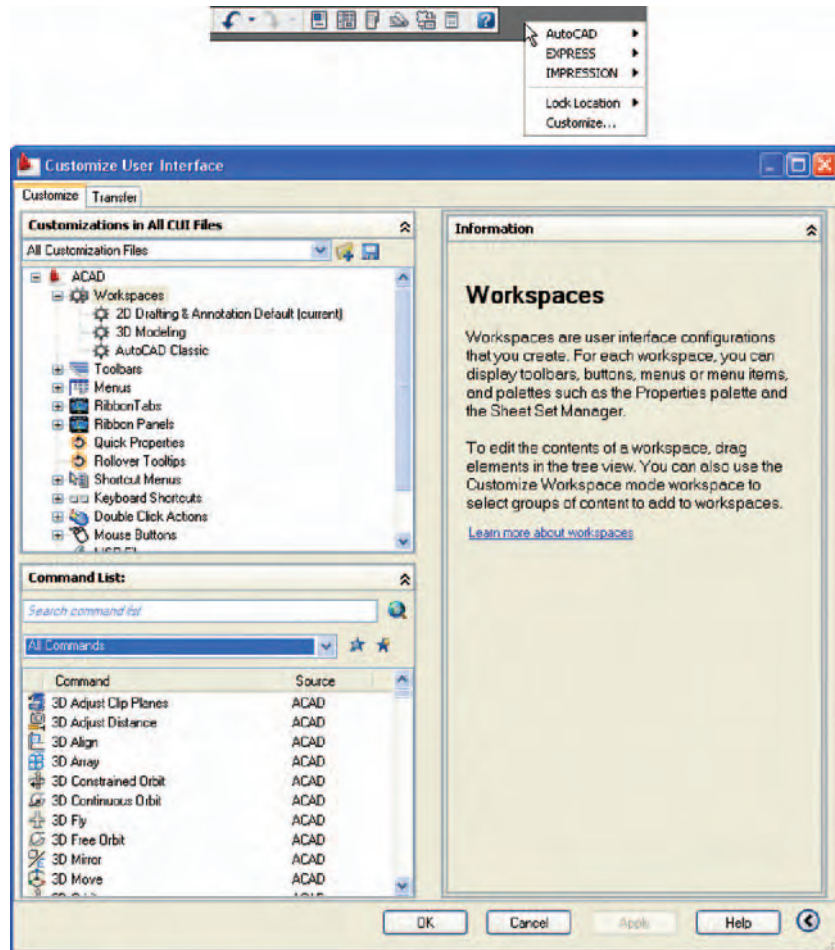 AutoCAD
EXPRESS
IMPRESSION
Lock Location
Customize...
Customize User Interface
Customize Transfer
Customizations in All CUI Files
All Customization Files
ACAD
Workspaces
2D Drafting & Annotation Default (current)
3D Modeling
AutoCAD Classic
Toolbars
Menus
RibbonTabs
Ribbon Panels
Quick Properties
Rollover Tooltips
Shortcut Menus
Keyboard Shortcuts
Double Click Actions
Mouse Buttons
Command List:
Search command list
All Commands
Command Source
3D Adjust Clip Planes ACAD
3D Adjust Distance ACAD
3D Align ACAD
3D Array ACAD
3D Constrained Orbit ACAD
3D Continuous Orbit ACAD
3D Fly ACAD
3D Free Orbit ACAD
3D Mirror ACAD
3D Move ACAD
Information
Workspaces
Workspaces are user interface configurations
that you create. For each workspace, you can
display toolbars, buttons, menus or menu items,
and palettes such as the Properties palette and
the Sheet Set Manager.
To edit the contents of a workspace, drag
elements in the tree view. You can also use the
Customize Workspace mode workspace to
select groups of content to add to workspaces.
Learn more about workspaces
OK Cancel Apply Help